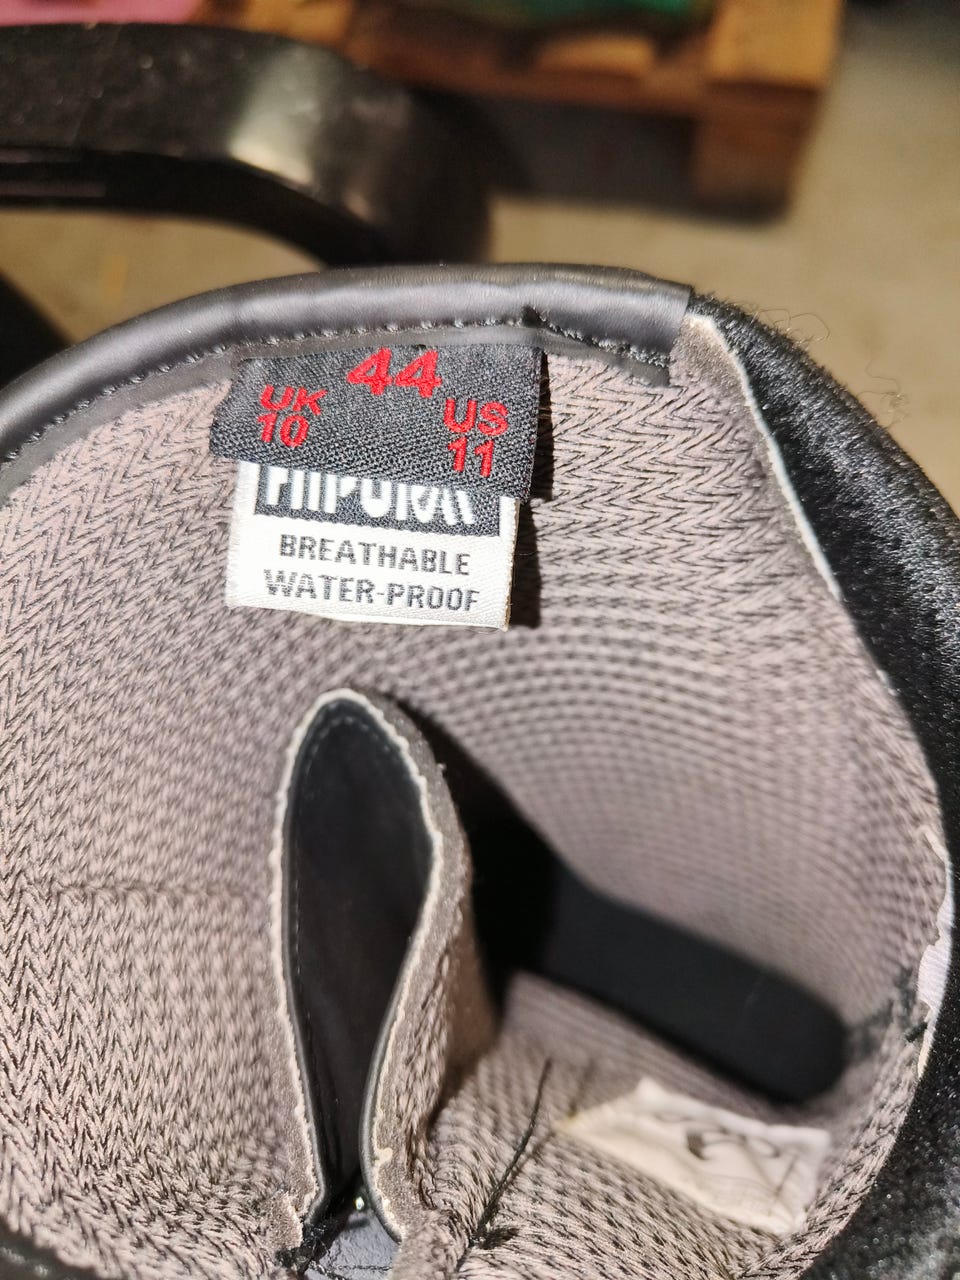 44
UK
10
US
11
BREATHABLE
WATER-PROOF